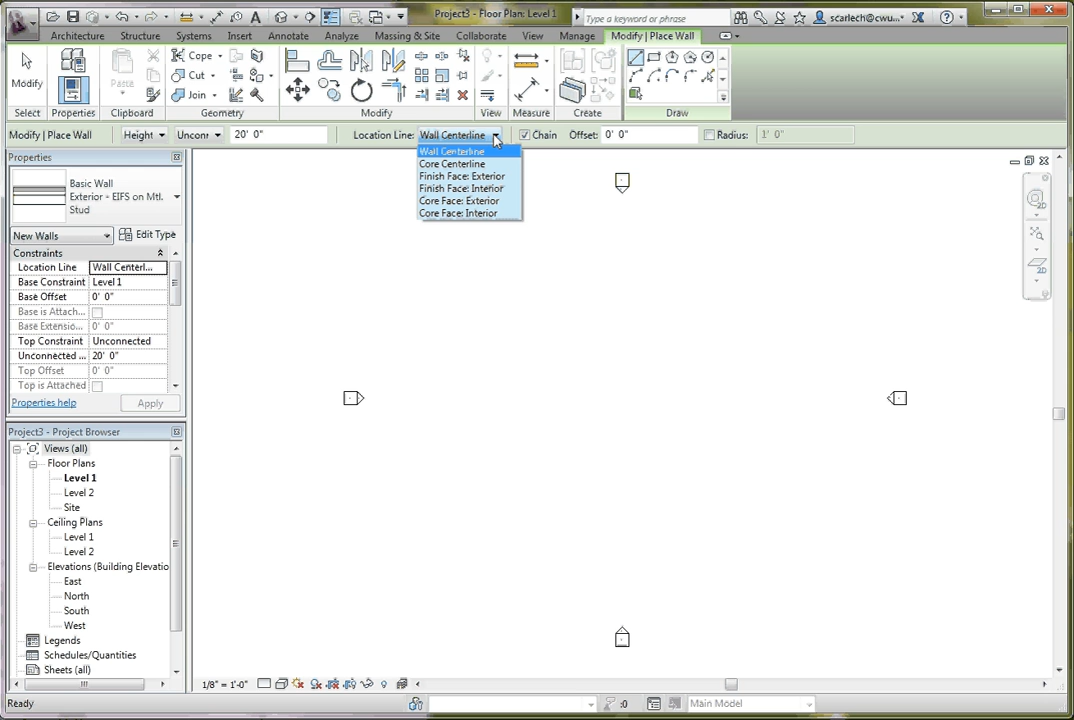 Project3 - Floor Plan: Level 1
Type a keyword or phrase
scarlech@cwu...
Architecture Structure Systems Insert Annotate Analyze Massing & Site Collaborate View Manage Modify | Place Wall
Modify Paste Cope Cut Join
Select Properties Clipboard Geometry Modify View Measure Create Draw
Modify | Place Wall Height Unconr 20' 0" Location Line: Wall Centerline Chain Offset: 0' 0" Radius: 1' 0"
Wall Centerline
Core Centerline
Finish Face: Exterior
Finish Face: Interior
Core Face: Exterior
Core Face: Interior
Properties
Basic Wall
Exterior = EIFS on Mtl.
Stud
New Walls Edit Type
Constraints
Location Line Wall Centerl...
Base Constraint Level 1
Base Offset 0' 0"
Base is Attach...
Base Extensio... 0' 0"
Top Constraint Unconnected
Unconnected ... 20' 0"
Top Offset 0' 0"
Top is Attached
Properties help Apply
Project3 - Project Browser
Views (all)
Floor Plans
Level 1
Level 2
Site
Ceiling Plans
Level 1
Level 2
Elevations (Building Elevatio
East
North
South
West
Legends
Schedules/Quantities
Sheets (all)
2D
2D
1/8" = 1'-0"
Ready :0 Main Model